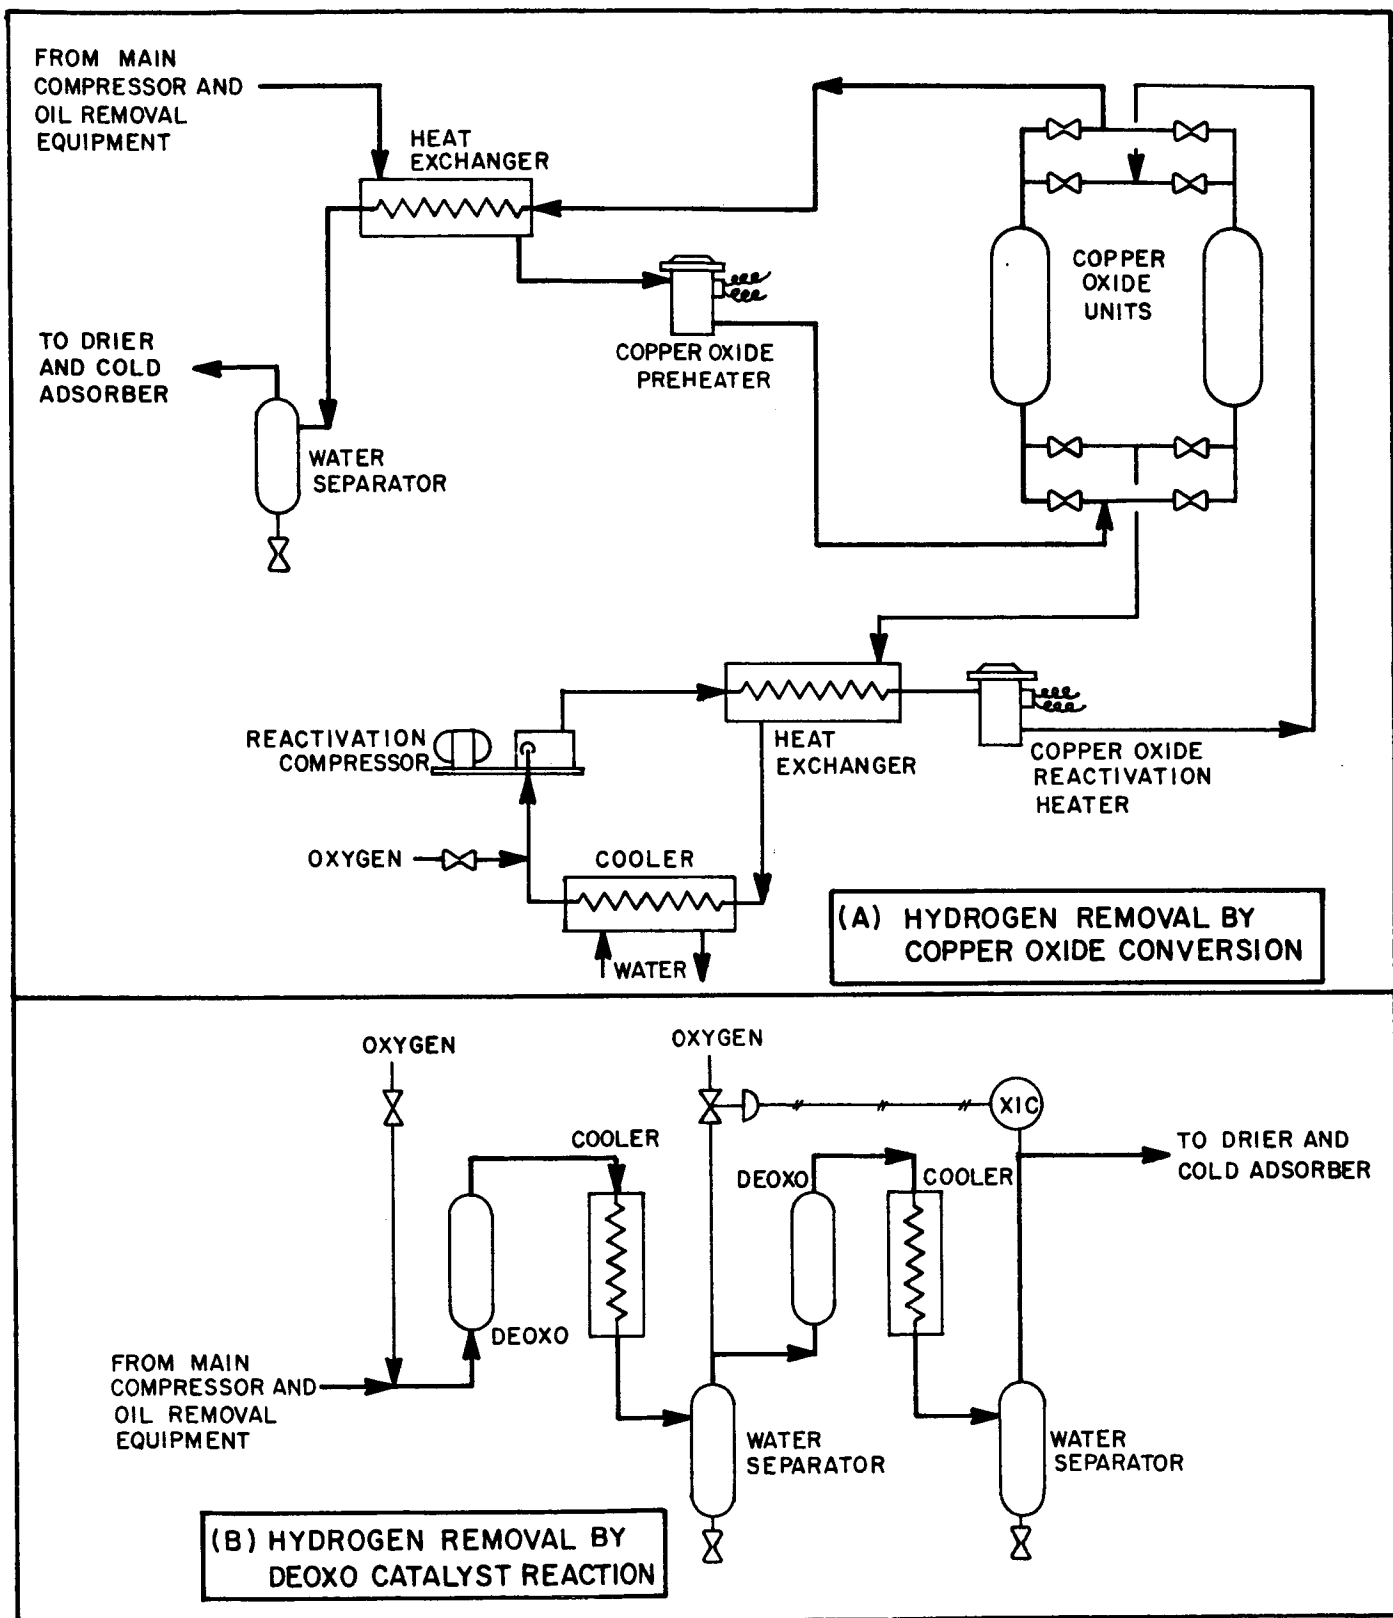 FROM MAIN
COMPRESSOR AND
OIL REMOVAL
EQUIPMENT
HEAT
EXCHANGER
COPPER
OXIDE
UNITS
TO DRIER
AND COLD
ADSORBER
COPPER OXIDE
PREHEATER
WATER
SEPARATOR
REACTIVATION
COMPRESSOR
HEAT
EXCHANGER
COPPER OXIDE
REACTIVATION
HEATER
OXYGEN
COOLER
WATER
(A) HYDROGEN REMOVAL BY
COPPER OXIDE CONVERSION
OXYGEN
OXYGEN
XIC
COOLER
TO DRIER AND
COLD ADSORBER
DEOXO
COOLER
DEOXO
FROM MAIN
COMPRESSOR AND
OIL REMOVAL
EQUIPMENT
WATER
SEPARATOR
WATER
SEPARATOR
(B) HYDROGEN REMOVAL BY
DEOXO CATALYST REACTION